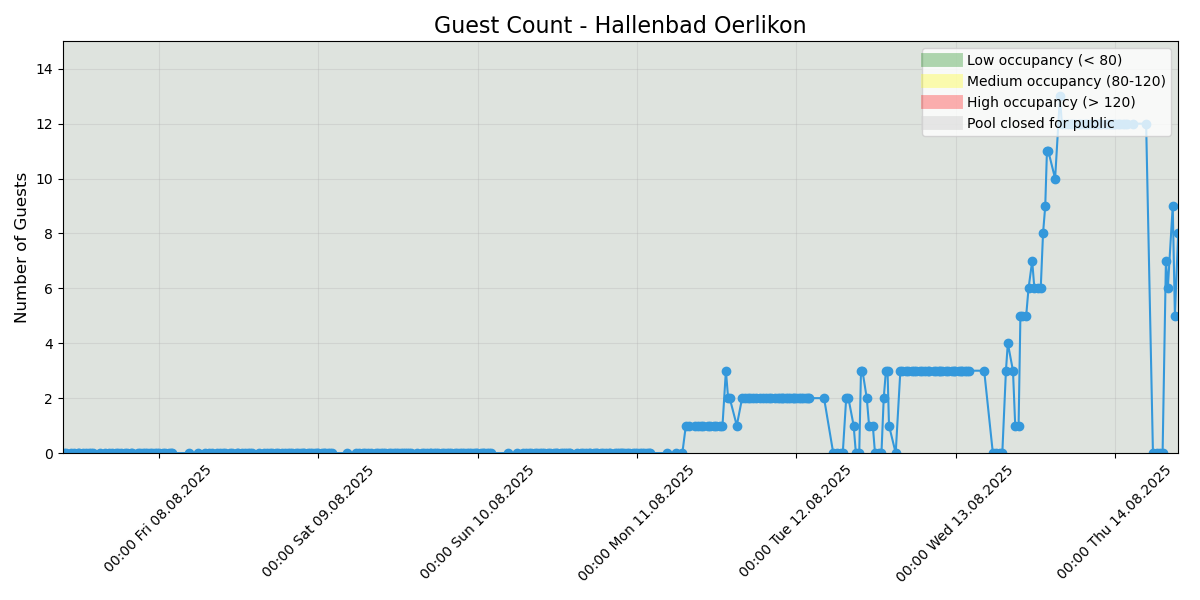 Guest Count - Hallenbad Oerlikon
Low occupancy (< 80)
Medium occupancy (80-120)
High occupancy (> 120)
Pool closed for public
Number of Guests
14
12
10
8
6
4
2
0
00:00 Fri 08.08.2025
00:00 Sat 09.08.2025
00:00 Sun 10.08.2025
00:00 Mon 11.08.2025
00:00 Tue 12.08.2025
00:00 Wed 13.08.2025
00:00 Thu 14.08.2025